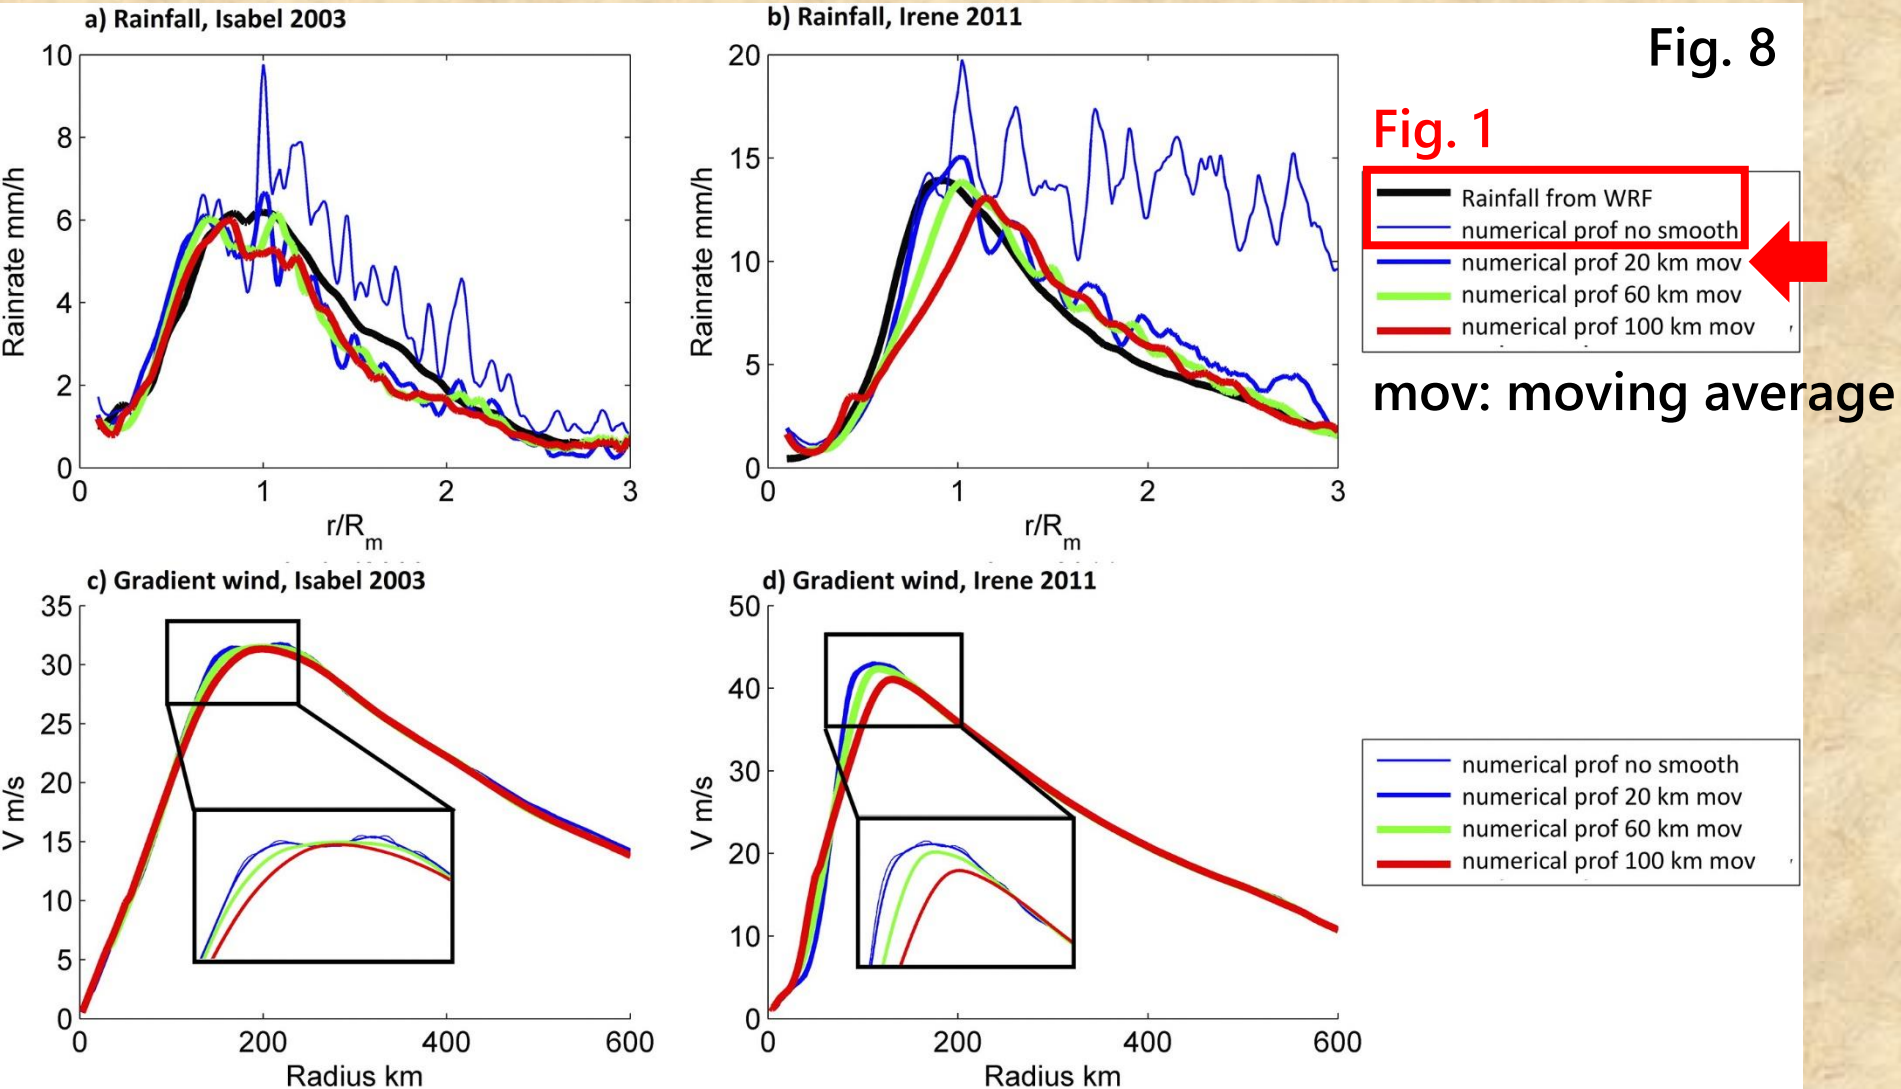 a) Rainfall, Isabel 2003
10
8
6
4
2
0
0 1 2 3
Rainrate mm/h
r/Rm
b) Rainfall, Irene 2011
20
15
10
5
0
0 1 2 3
Rainrate mm/h
r/Rm
Fig. 8
Fig. 1
Rainfall from WRF
numerical prof no smooth
numerical prof 20 km mov
numerical prof 60 km mov
numerical prof 100 km mov
mov: moving average
c) Gradient wind, Isabel 2003
35
30
25
20
15
10
5
0
0 200 400 600
V m/s
Radius km
d) Gradient wind, Irene 2011
50
40
30
20
10
0
0 200 400 600
V m/s
Radius km
numerical prof no smooth
numerical prof 20 km mov
numerical prof 60 km mov
numerical prof 100 km mov